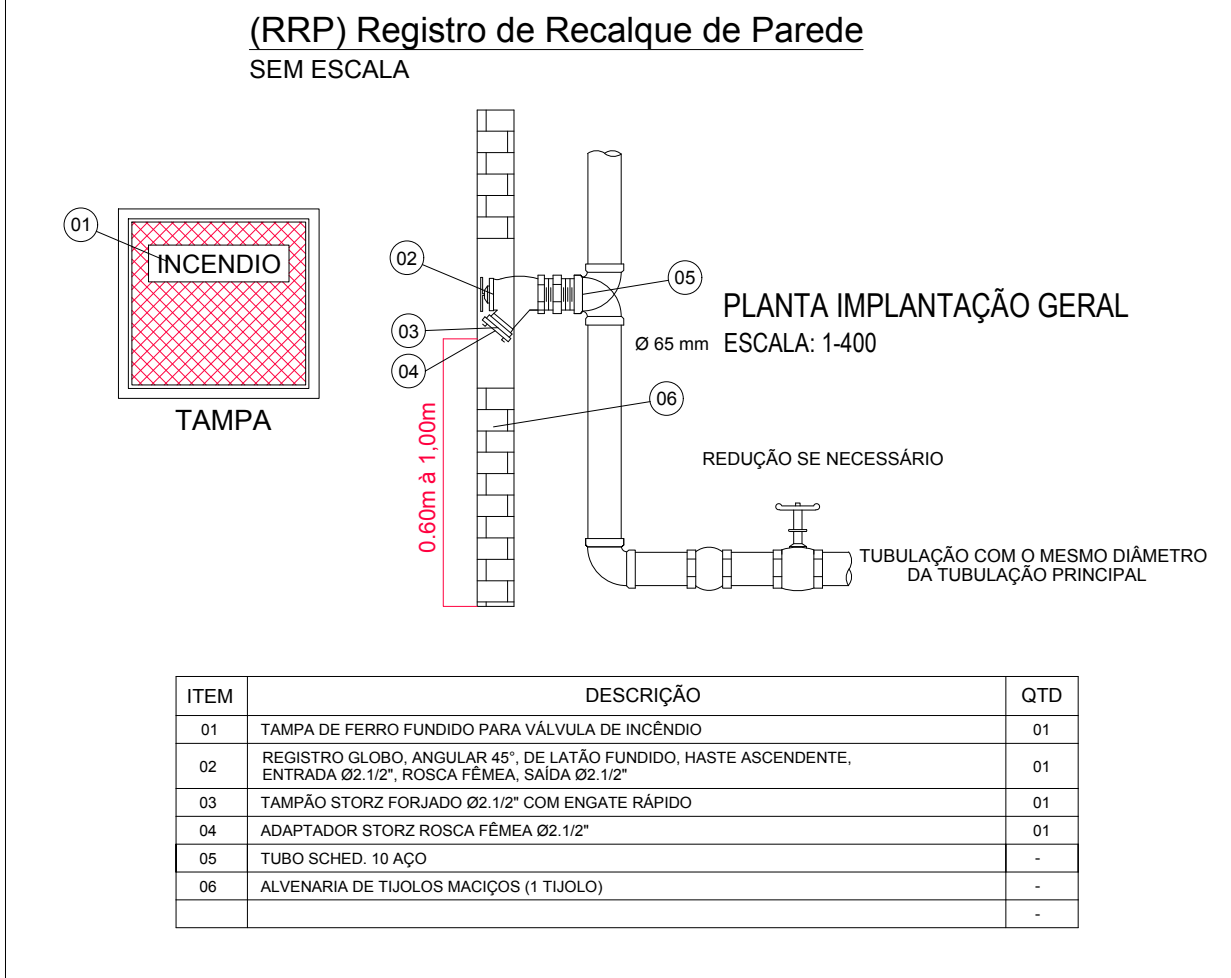 (RRP) Registro de Recalque de Parede
SEM ESCALA
01
INCENDIO
TAMPA
02
03
04
05
06
0.60m à 1,00m
Ø 65 mm
PLANTA IMPLANTAÇÃO GERAL
ESCALA: 1-400
REDUÇÃO SE NECESSÁRIO
TUBULAÇÃO COM O MESMO DIÂMETRO
DA TUBULAÇÃO PRINCIPAL
ITEM DESCRIÇÃO QTD
01 TAMPA DE FERRO FUNDIDO PARA VÁLVULA DE INCÊNDIO 01
02 REGISTRO GLOBO, ANGULAR 45°, DE LATÃO FUNDIDO, HASTE ASCENDENTE,
ENTRADA Ø2.1/2", ROSCA FÊMEA, SAÍDA Ø2.1/2" 01
03 TAMPÃO STORZ FORJADO Ø2.1/2" COM ENGATE RÁPIDO 01
04 ADAPTADOR STORZ ROSCA FÊMEA Ø2.1/2" 01
05 TUBO SCHED. 10 AÇO -
06 ALVENARIA DE TIJOLOS MACIÇOS (1 TIJOLO) -
-